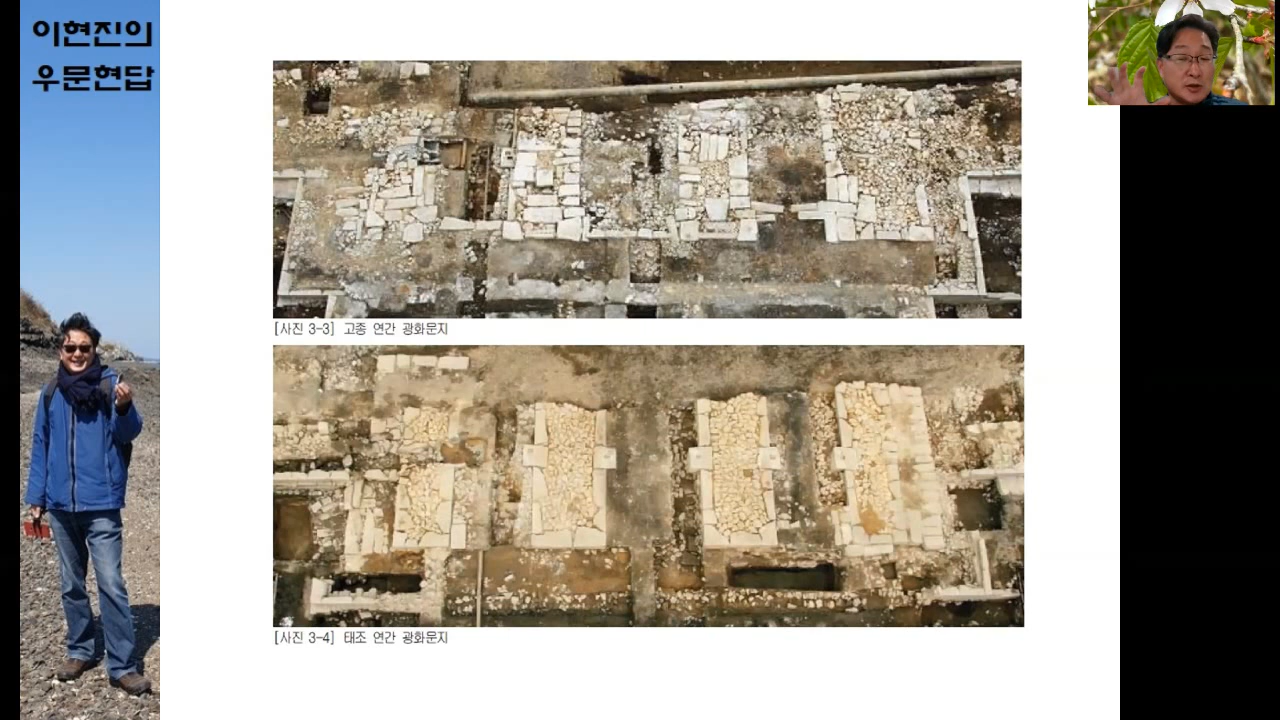 이현진의
우문현답
[사진 3-3] 고종 연간 광화문지
[사진 3-4] 태조 연간 광화문지